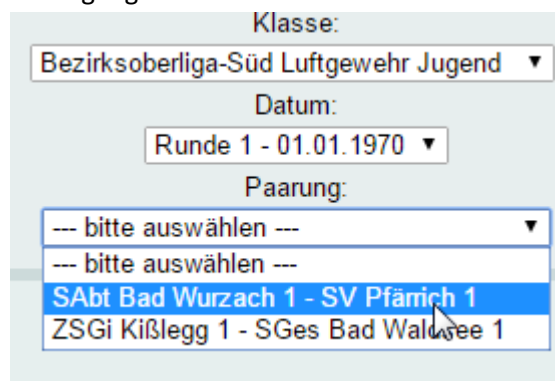 Klasse:
Bezirksoberliga-Süd Luftgewehr Jugend
Datum:
Runde 1 - 01.01.1970
Paarung:
--- bitte auswählen ---
--- bitte auswählen ---
SAbt Bad Wurzach 1 - SV Pfärrich 1
ZSGi Kißlegg 1 - SGes Bad Waldsee 1